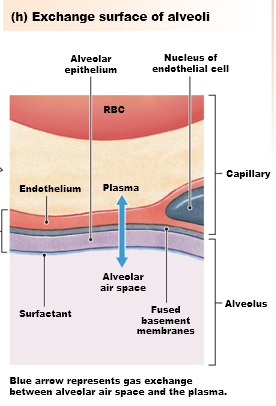 (h) Exchange surface of alveoli
Alveolar
epithelium
Nucleus of
endothelial cell
RBC
Capillary
Endothelium
Plasma
Alveolar
air space
Alveolus
Surfactant
Fused
basement
membranes
Blue arrow represents gas exchange
between alveolar air space and the plasma.